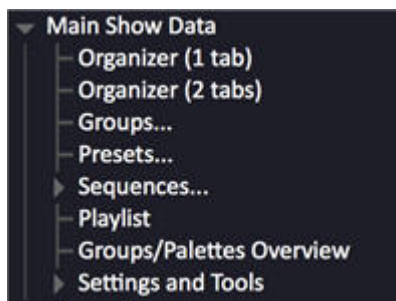 Main Show Data
Organizer (1 tab)
Organizer (2 tabs)
Groups...
Presets...
Sequences...
Playlist
Groups/Palettes Overview
Settings and Tools